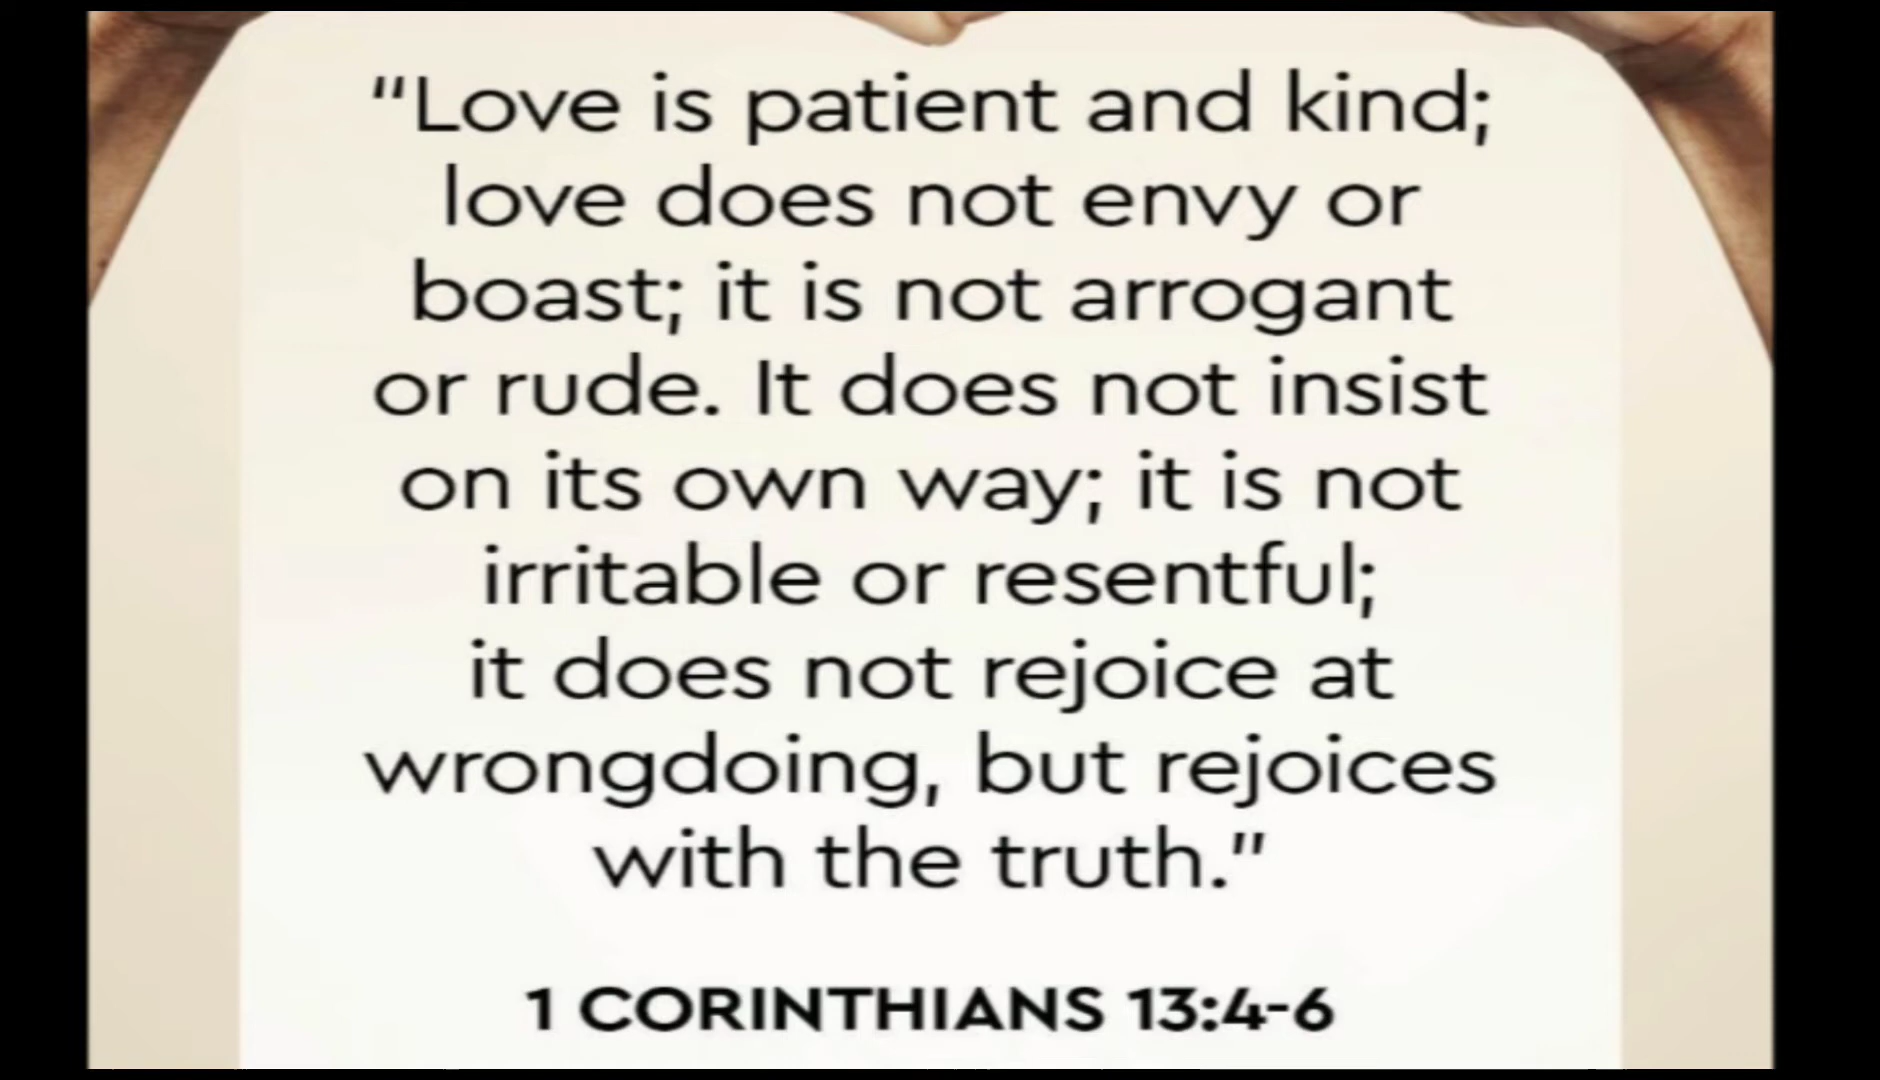 "Love is patient and kind;
love does not envy or
boast; it is not arrogant
or rude. It does not insist
on its own way; it is not
irritable or resentful;
it does not rejoice at
wrongdoing, but rejoices
with the truth."
1 CORINTHIANS 13:4-6